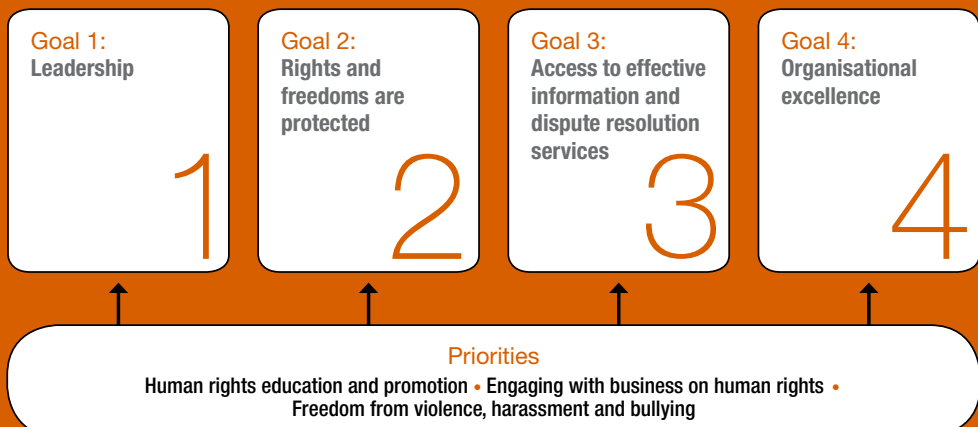 Goal 1:
Leadership
1
Goal 2:
Rights and
freedoms are
protected
2
Goal 3:
Access to effective
information and
dispute resolution
services
3
Goal 4:
Organisational
excellence
4
Priorities
Human rights education and promotion • Engaging with business on human rights •
Freedom from violence, harassment and bullying